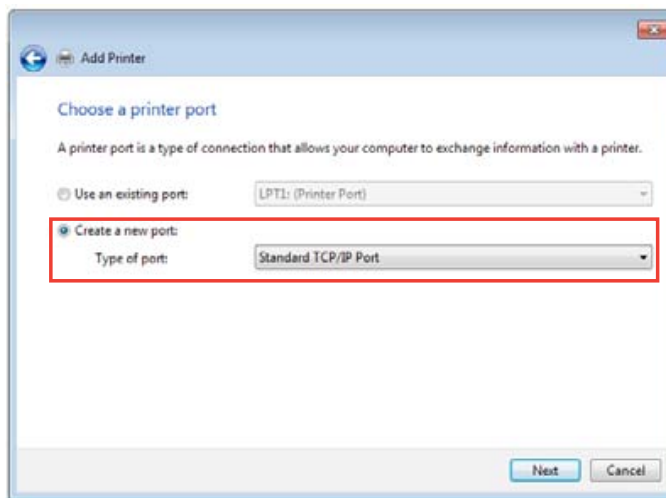 Add Printer
Choose a printer port
A printer port is a type of connection that allows your computer to exchange information with a printer.
Use an existing port: LPT1: (Printer Port)
Create a new port:
Type of port: Standard TCP/IP Port
Next Cancel